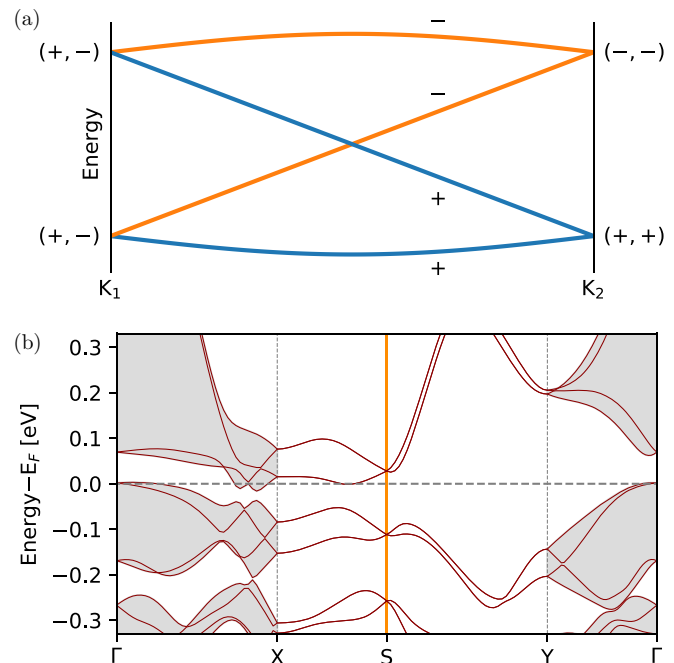 (a)
−
(+, −)
(−, −)
−
Energy
+
(+, −)
(+, +)
+
K₁
K₂
(b)
0.3
0.2
0.1
0.0
−0.1
−0.2
−0.3
Energy−E_F [eV]
Γ
X
S
Y
Γ